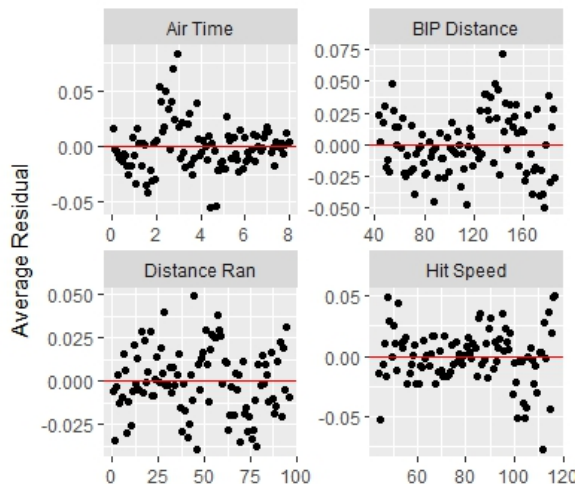 Air Time
BIP Distance
0.05
0.00
-0.05
0 2 4 6 8
0.075
0.050
0.025
0.000
-0.025
-0.050
40 80 120 160
Average Residual
Distance Ran
Hit Speed
0.050
0.025
0.000
-0.025
0 25 50 75 100
0.05
0.00
-0.05
60 80 100 120